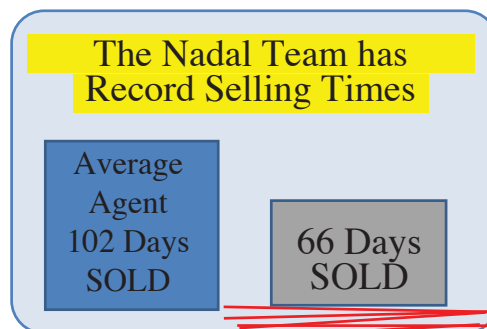 The Nadal Team has
Record Selling Times
Average
Agent
102 Days
SOLD
66 Days
SOLD